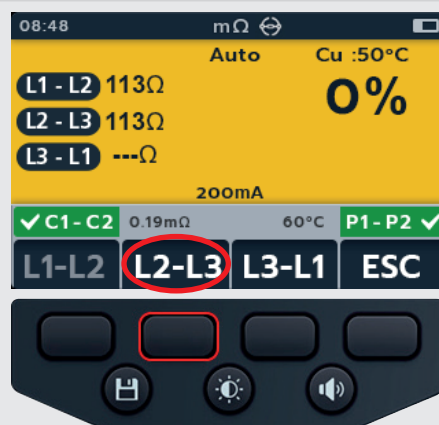 08:48 mΩ
Auto Cu :50°C
L1 - L2 113Ω 0%
L2 - L3 113Ω
L3 - L1 ---Ω
200mA
✓ C1- C2 0.19mΩ 60°C P1- P2 ✓
L1-L2 L2-L3 L3-L1 ESC